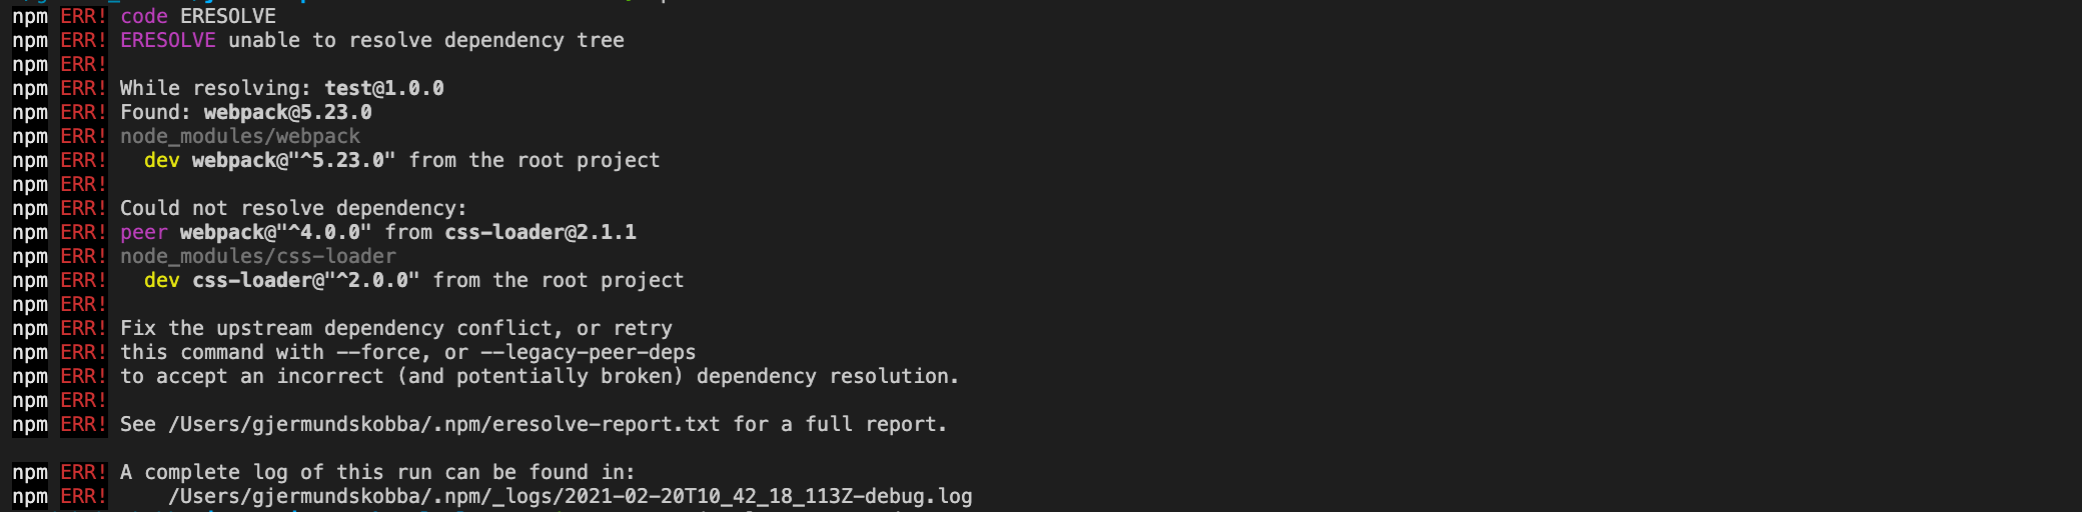 npm ERR! code ERESOLVE
npm ERR! ERESOLVE unable to resolve dependency tree
npm ERR!
npm ERR! While resolving: test@1.0.0
npm ERR! Found: webpack@5.23.0
npm ERR! node_modules/webpack
npm ERR!   dev webpack@"^5.23.0" from the root project
npm ERR!
npm ERR! Could not resolve dependency:
npm ERR! peer webpack@"^4.0.0" from css-loader@2.1.1
npm ERR! node_modules/css-loader
npm ERR!   dev css-loader@"^2.0.0" from the root project
npm ERR!
npm ERR! Fix the upstream dependency conflict, or retry
npm ERR! this command with --force, or --legacy-peer-deps
npm ERR! to accept an incorrect (and potentially broken) dependency resolution.
npm ERR!
npm ERR! See /Users/gjermundskobba/.npm/eresolve-report.txt for a full report.
npm ERR! A complete log of this run can be found in:
npm ERR!     /Users/gjermundskobba/.npm/_logs/2021-02-20T10_42_18_113Z-debug.log